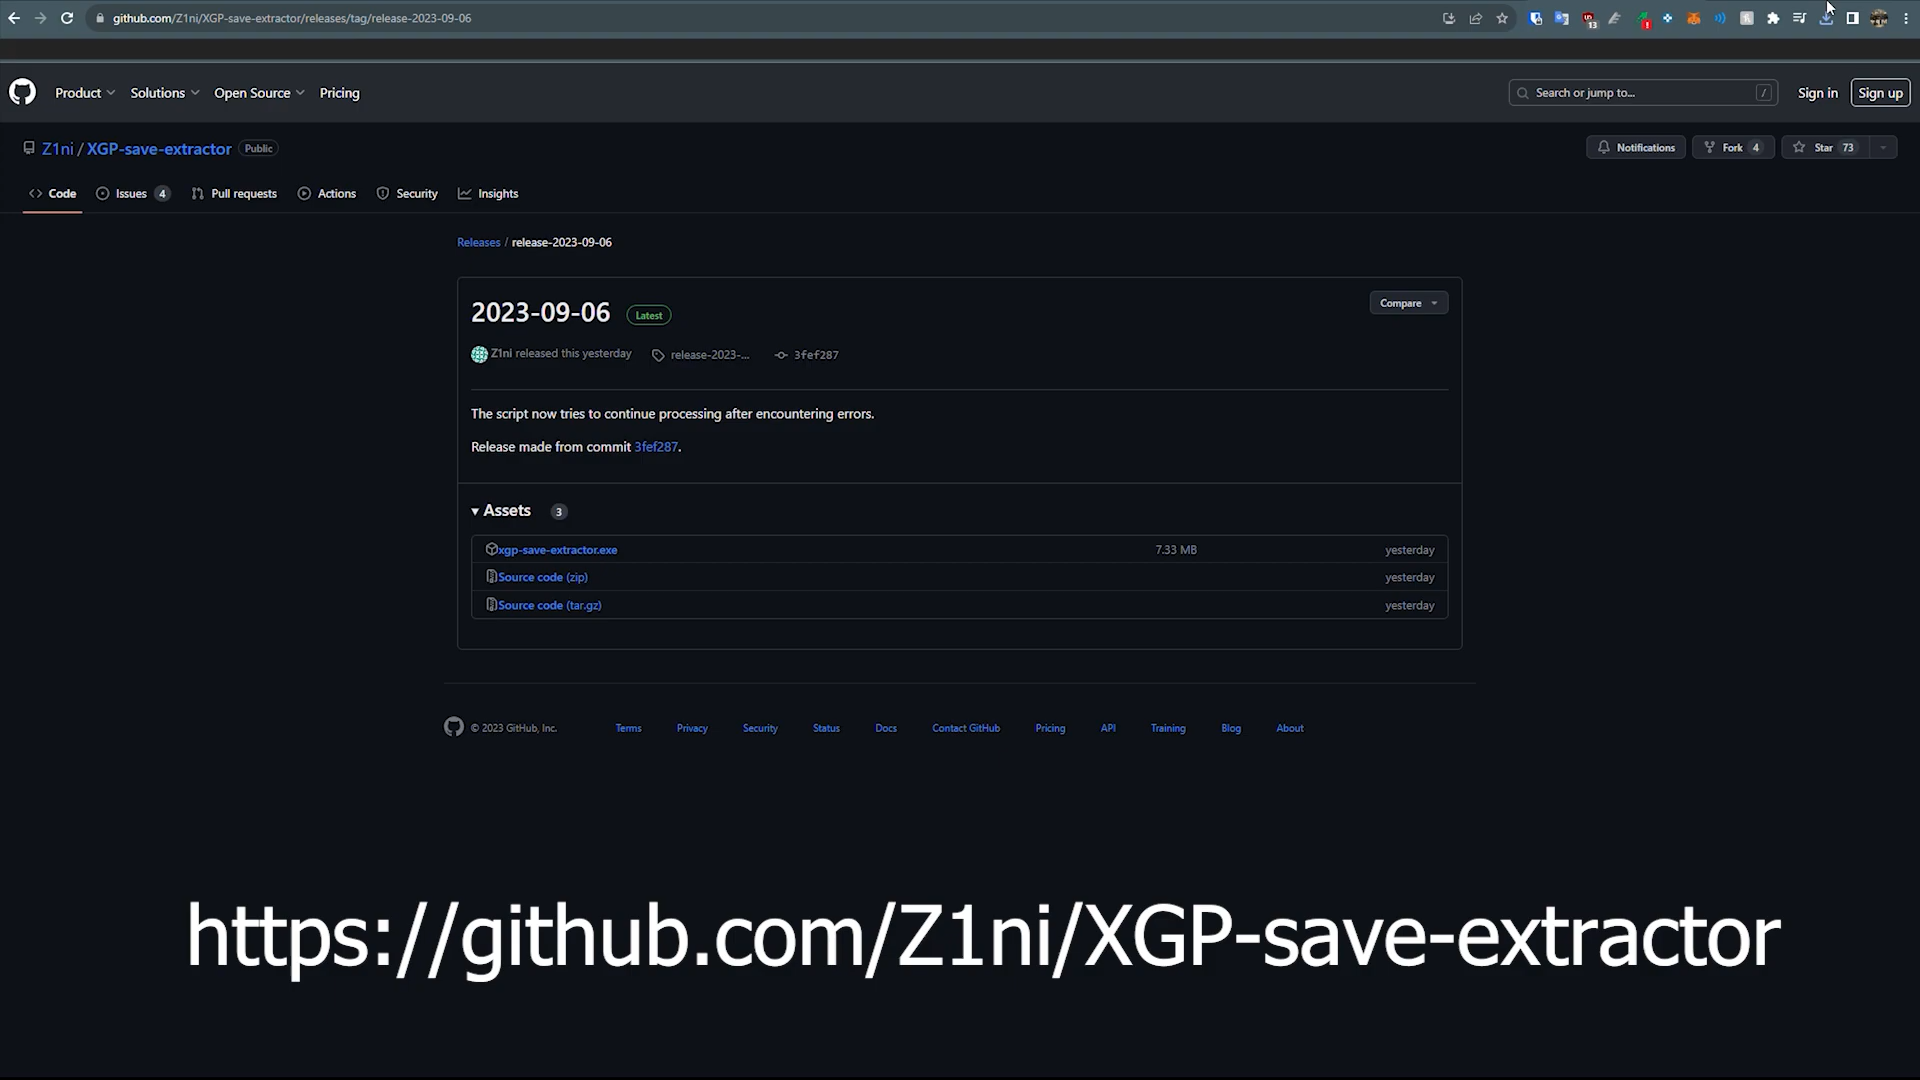 github.com/Z1ni/XGP-save-extractor/releases/tag/release-2023-09-06
13
Product
Solutions
Open Source
Pricing
Search or jump to...
/
Sign in
Sign up
Z1ni / XGP-save-extractor
Public
Notifications
Fork 4
Star 73
Code
Issues 4
Pull requests
Actions
Security
Insights
Releases / release-2023-09-06
2023-09-06
Latest
Compare
Z1ni released this yesterday
release-2023-...
3fef287
The script now tries to continue processing after encountering errors.
Release made from commit 3fef287.
Assets 3
xgp-save-extractor.exe
7.33 MB
yesterday
Source code (zip)
yesterday
Source code (tar.gz)
yesterday
© 2023 GitHub, Inc.
Terms
Privacy
Security
Status
Docs
Contact GitHub
Pricing
API
Training
Blog
About
https://github.com/Z1ni/XGP-save-extractor